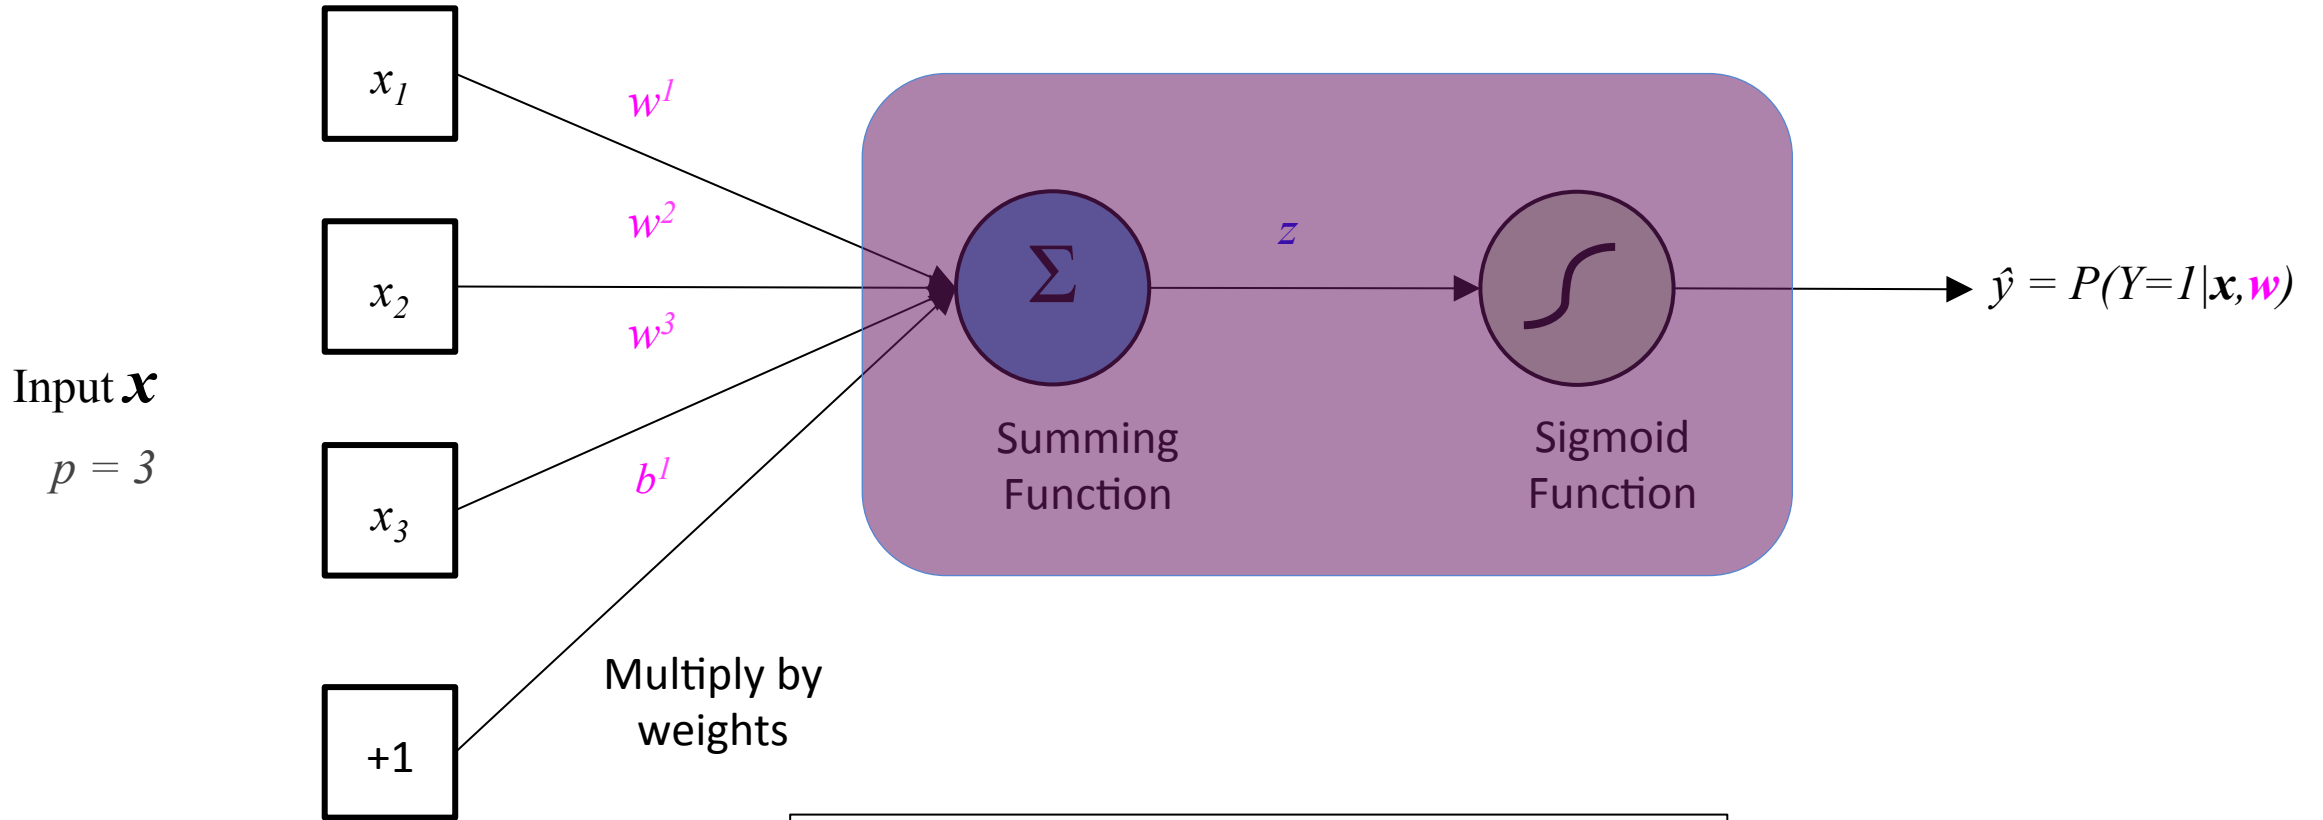 x₁
w¹
w²
x₂
z
Σ
ŷ = P(Y=1|x,w)
w³
Input x
p = 3
x₃
b¹
Summing
Function
Sigmoid
Function
Multiply by
weights
+1